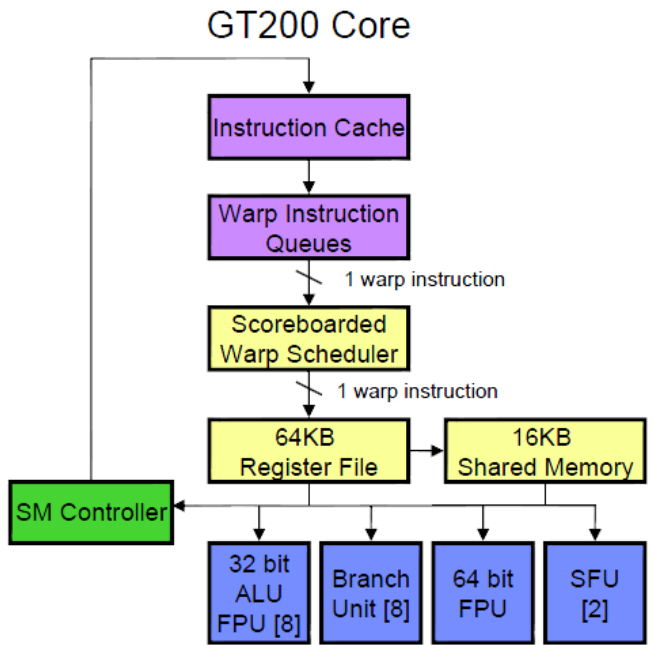 GT200 Core
Instruction Cache
Warp Instruction
Queues
1 warp instruction
Scoreboarded
Warp Scheduler
1 warp instruction
64KB
Register File
16KB
Shared Memory
SM Controller
32 bit
ALU
FPU [8]
Branch
Unit [8]
64 bit
FPU
SFU
[2]